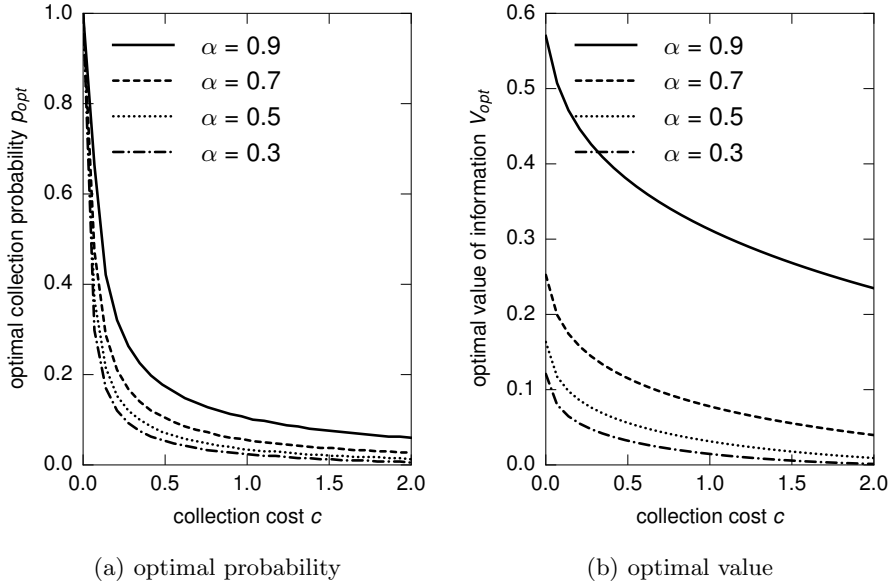 1.0
0.8
0.6
0.4
0.2
0.0
optimal collection probability p_opt
α = 0.9
α = 0.7
α = 0.5
α = 0.3
0.0 0.5 1.0 1.5 2.0
collection cost c
(a) optimal probability
0.6
0.5
0.4
0.3
0.2
0.1
0.0
optimal value of information V_opt
α = 0.9
α = 0.7
α = 0.5
α = 0.3
0.0 0.5 1.0 1.5 2.0
collection cost c
(b) optimal value